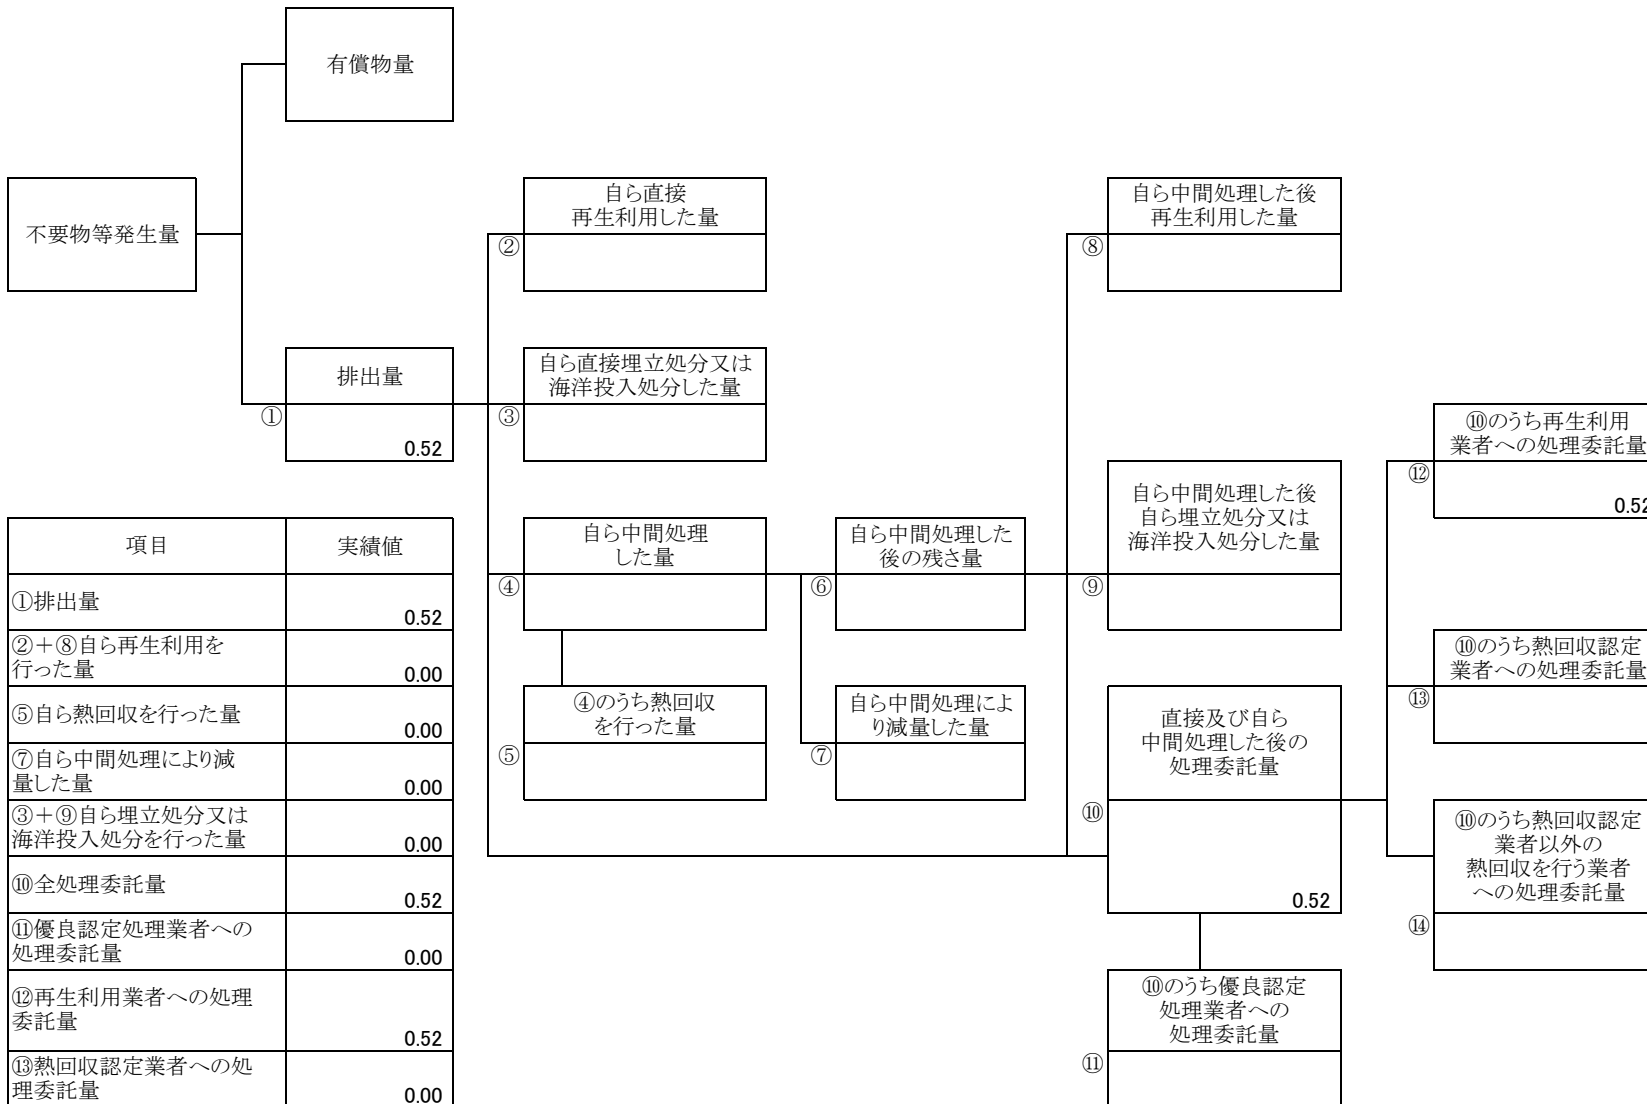 有償物量
不要物等発生量
自ら直接
再生利用した量
②
自ら中間処理した後
再生利用した量
⑧
排出量
①
0.52
自ら直接埋立処分又は
海洋投入処分した量
③
⑩のうち再生利用
業者への処理委託量
⑫
0.52
自ら中間処理した後
自ら埋立処分又は
海洋投入処分した量
⑨
自ら中間処理
した量
④
自ら中間処理した
後の残さ量
⑥
⑩のうち熱回収認定
業者への処理委託量
⑬
④のうち熱回収
を行った量
⑤
自ら中間処理によ
り減量した量
⑦
直接及び自ら
中間処理した後の
処理委託量
⑩
0.52
⑩のうち熱回収認定
業者以外の
熱回収を行う業者
への処理委託量
⑭
⑩のうち優良認定
処理業者への
処理委託量
⑪
項目 実績値
①排出量
0.52
②＋⑧自ら再生利用を
行った量
0.00
⑤自ら熱回収を行った量
0.00
⑦自ら中間処理により減
量した量
0.00
③＋⑨自ら埋立処分又は
海洋投入処分を行った量
0.00
⑩全処理委託量
0.52
⑪優良認定処理業者への
処理委託量
0.00
⑫再生利用業者への処理
委託量
0.52
⑬熱回収認定業者への処
理委託量
0.00